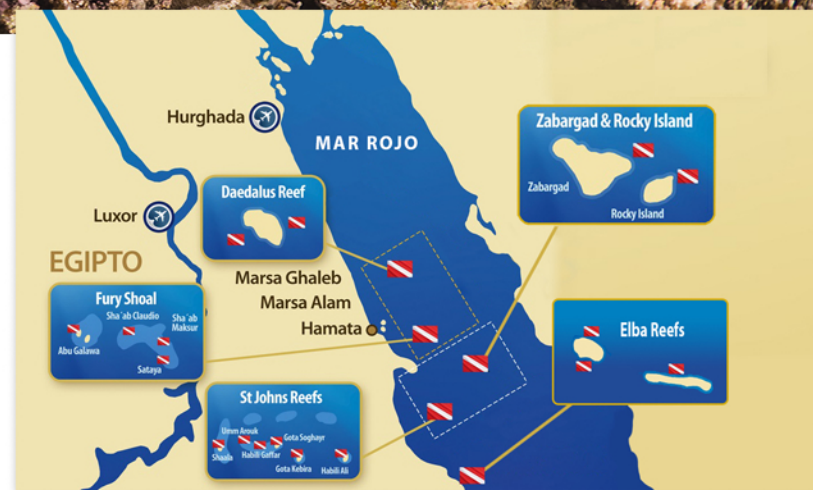 Hurghada
MAR ROJO
Zabargad & Rocky Island
Zabargad
Rocky Island
Daedalus Reef
Luxor
EGIPTO
Marsa Ghaleb
Marsa Alam
Hamata
Fury Shoal
Sha´ab Claudio
Sha´ab
Maksur
Abu Galawa
Sataya
Elba Reefs
St Johns Reefs
Umm Arouk
Gota Soghayr
Shaala
Habili Gaffar
Gota Kebira
Habili Ali